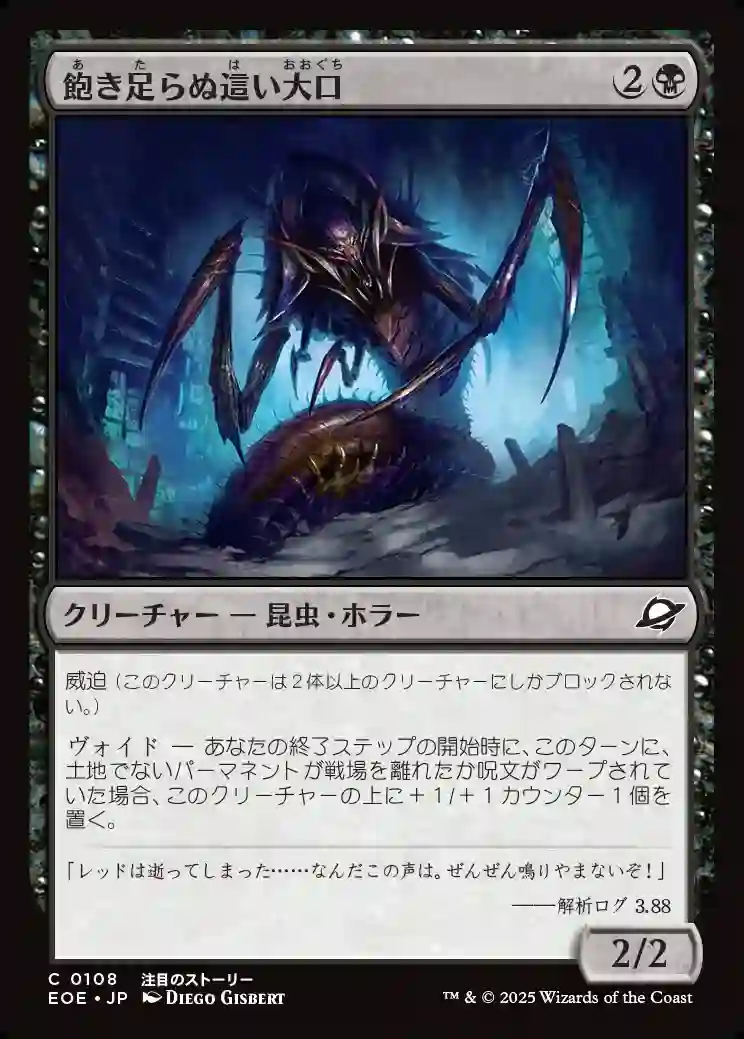 飽き足らぬ這い大口
あ た は おおぐち
2
クリーチャー — 昆虫・ホラー
威迫（このクリーチャーは２体以上のクリーチャーにしかブロックされな
い。）
ヴォイド — あなたの終了ステップの開始時に、このターンに、
土地でないパーマネントが戦場を離れたか呪文がワープされて
いた場合、このクリーチャーの上に＋１/＋１カウンター１個を
置く。
「レッドは逝ってしまった……なんだこの声は。ぜんぜん鳴りやまないぞ！」
——解析ログ 3.88
2/2
C 0108 注目のストーリー
EOE • JP DIEGO GISBERT
™ & © 2025 Wizards of the Coast